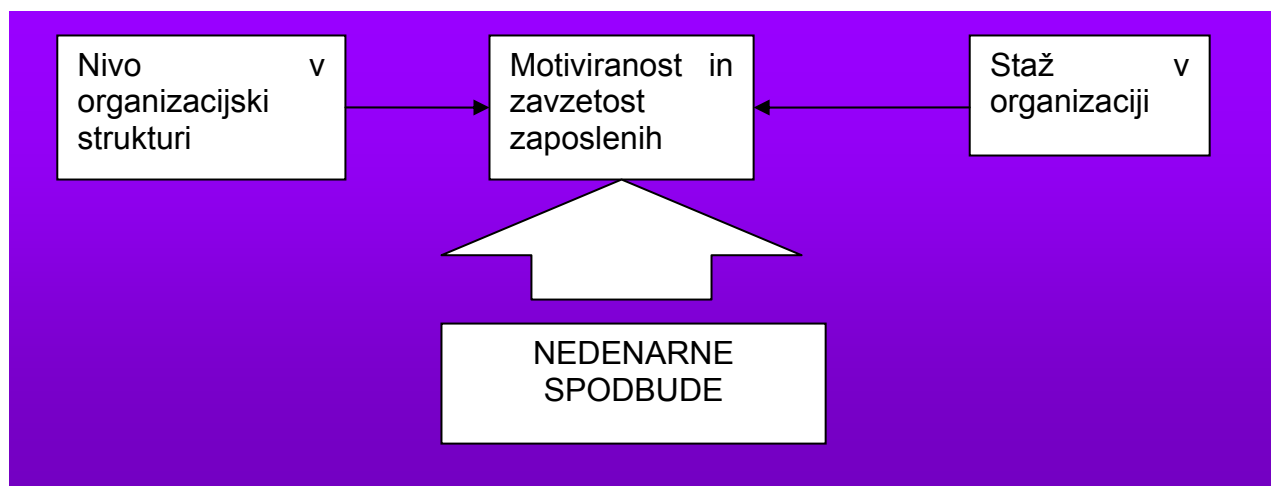 Nivo v
organizacijski
strukturi
Motiviranost in
zavzetost
zaposlenih
Staž v
organizaciji
NEDENARNE
SPODBUDE